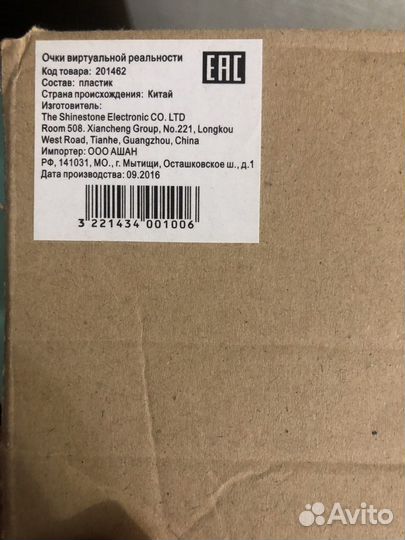 Очки виртуальной реальности
Код товара: 201462
Состав: пластик
Страна происхождения: Китай
Изготовитель:
The Shinestone Electronic CO. LTD
Room 508. Xiancheng Group, No.221, Longkou
West Road, Tianhe, Guangzhou, China
Импортер: ООО АШАН
РФ, 141031, МО., г. Мытищи, Осташковское ш., д.1
Дата производства: 09.2016
EAC
3 221434 001006
Avito